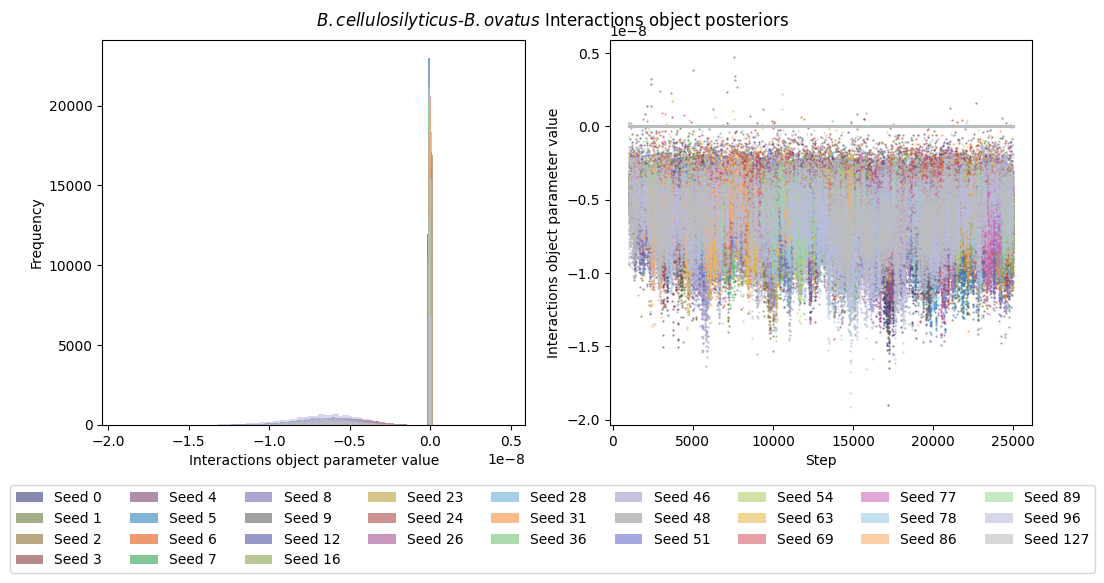 B.cellulosilyticus-B.ovatus Interactions object posteriors
Frequency
20000
15000
10000
5000
0
−2.0 −1.5 −1.0 −0.5 0.0 0.5
1e−8
Interactions object parameter value
1e−8
Interactions object parameter value
0.5
0.0
−0.5
−1.0
−1.5
−2.0
0 5000 10000 15000 20000 25000
Step
Seed 0 Seed 4 Seed 8 Seed 23 Seed 28 Seed 46 Seed 54 Seed 77 Seed 89
Seed 1 Seed 5 Seed 9 Seed 24 Seed 31 Seed 48 Seed 63 Seed 78 Seed 96
Seed 2 Seed 6 Seed 12 Seed 26 Seed 36 Seed 51 Seed 69 Seed 86 Seed 127
Seed 3 Seed 7 Seed 16